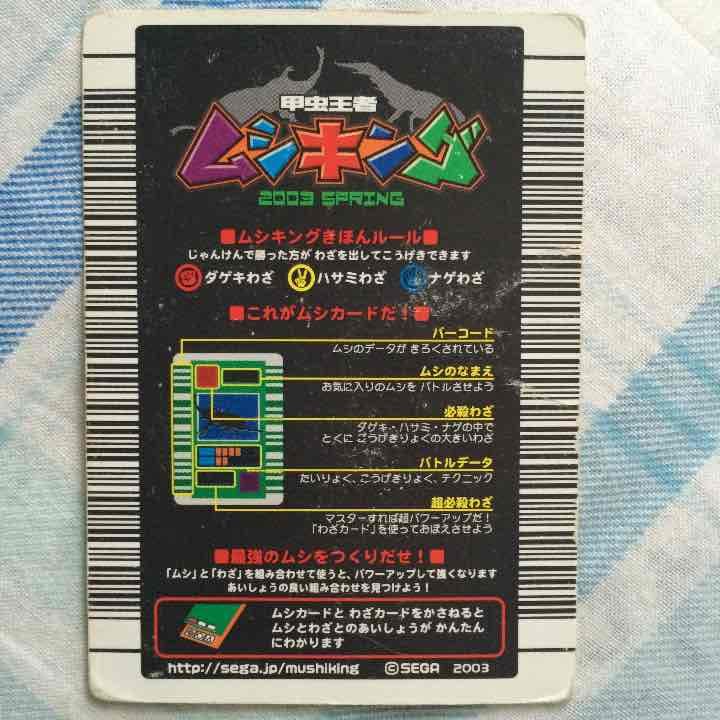 甲虫王者
ムシキング
2003 SPRING
■ムシキングきほんルール■
じゃんけんで勝った方が わざを出してこうげきできます
ダゲキわざ ハサミわざ ナゲわざ
■これがムシカードだ！■
バーコード
ムシのデータが きろくされている
ムシのなまえ
お気に入りのムシを バトルさせよう
必殺わざ
ダゲキ・ハサミ・ナゲの中で
とくに こうげきりょくの大きいわざ
バトルデータ
たいりょく、こうげきりょく、テクニック
超必殺わざ
マスターすれば超パワーアップだ！
「わざカード」を使っておぼえさせよう
■最強のムシをつくりだせ！■
「ムシ」と「わざ」を組み合わせて使うと、パワーアップして強くなります
あいしょうの良い組み合わせを見つけよう！
ムシカードと わざカードをかさねると
ムシとわざとのあいしょうが かんたん
にわかります
http://sega.jp/mushiking ©SEGA 2003